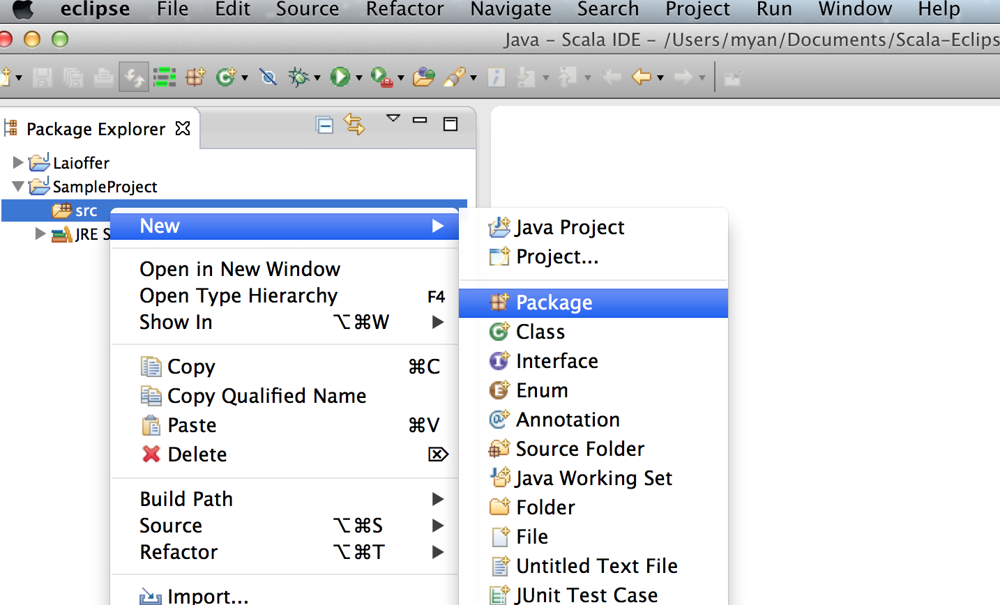 eclipse File Edit Source Refactor Navigate Search Project Run Window Help
Java – Scala IDE – /Users/myan/Documents/Scala-Eclips
Package Explorer
Laioffer
SampleProject
src
JRE S
New
Open in New Window
Open Type Hierarchy F4
Show In ⌥⌘W
Copy ⌘C
Copy Qualified Name
Paste ⌘V
Delete ⌦
Build Path
Source ⌥⌘S
Refactor ⌥⌘T
Import...
Java Project
Project...
Package
Class
Interface
Enum
Annotation
Source Folder
Java Working Set
Folder
File
Untitled Text File
JUnit Test Case